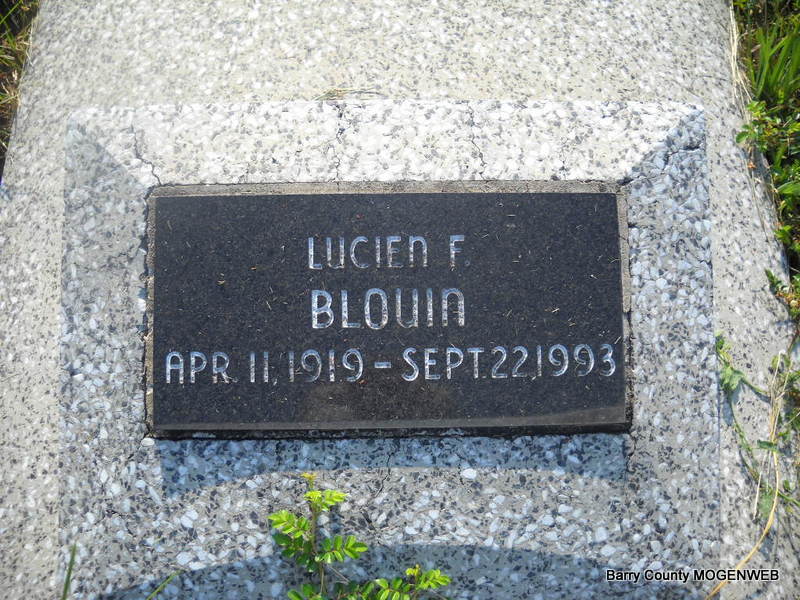 LUCIEN F.
BLOUIN
APR. 11, 1919 - SEPT. 22, 1993
Barry County MOGENWEB